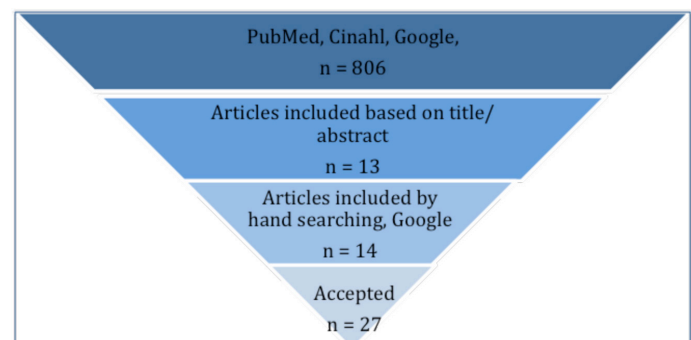 PubMed, Cinahl, Google,
n = 806
Articles included based on title/
abstract
n = 13
Articles included by
hand searching, Google
n = 14
Accepted
n = 27